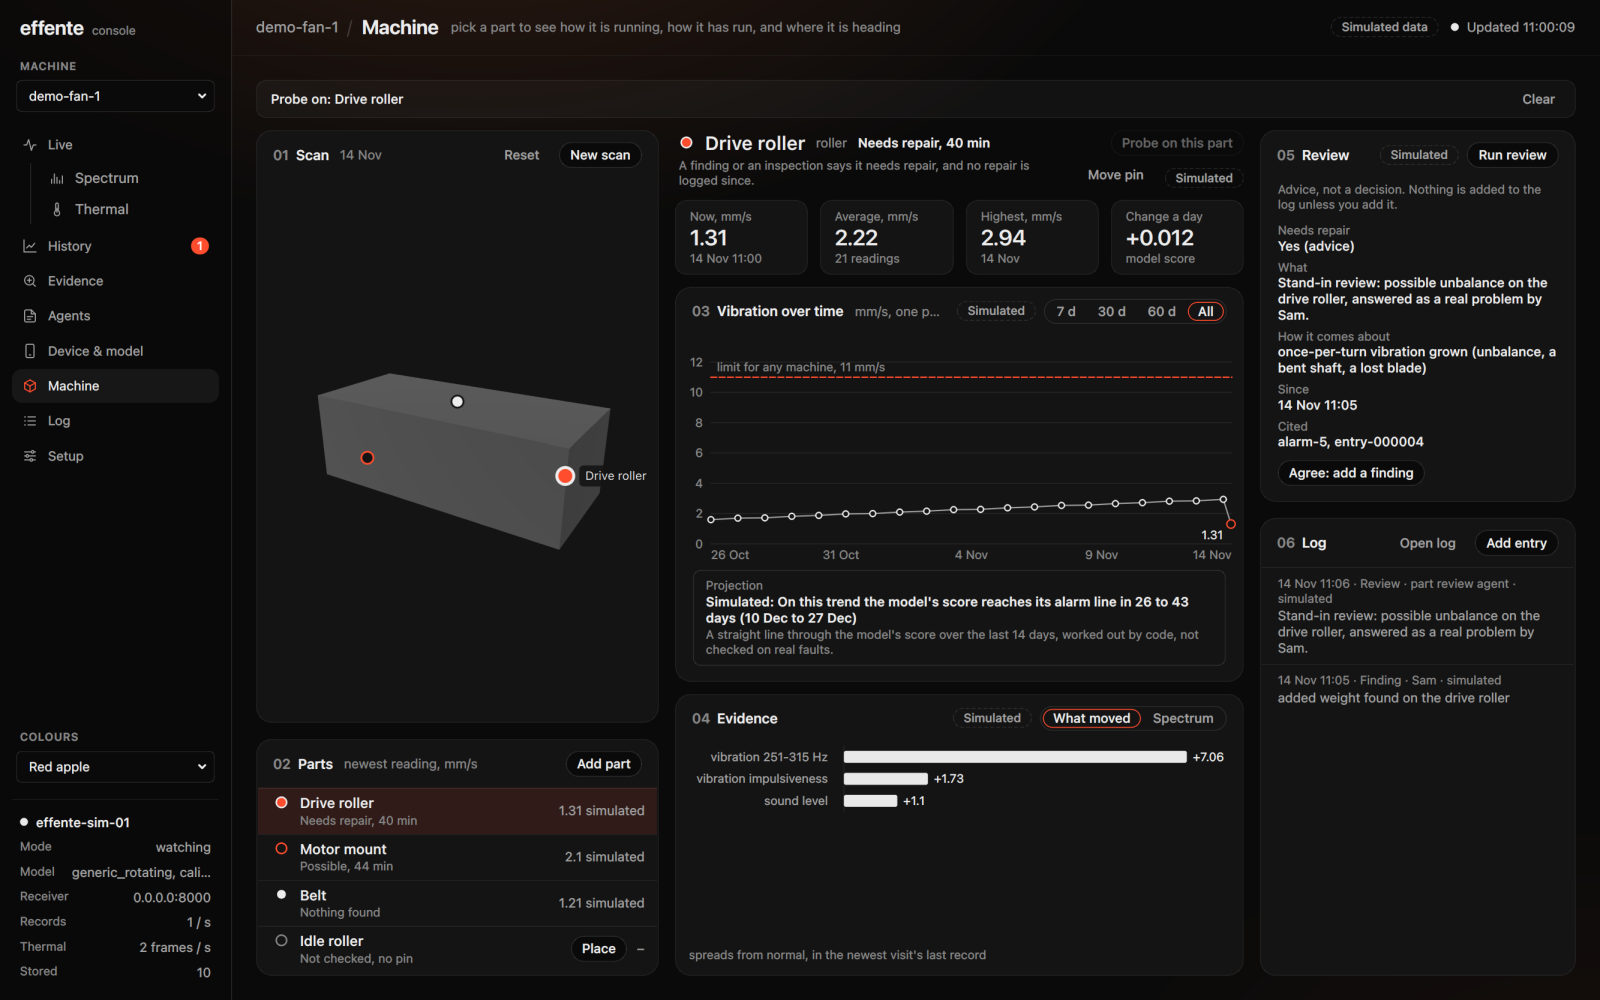 effente console
MACHINE
demo-fan-1
Live
Spectrum
Thermal
History
1
Evidence
Agents
Device & model
Machine
Log
Setup
COLOURS
Red apple
effente-sim-01
Mode watching
Model generic_rotating, cali...
Receiver 0.0.0.0:8000
Records 1 / s
Thermal 2 frames / s
Stored 10
demo-fan-1 / Machine pick a part to see how it is running, how it has run, and where it is heading
Simulated data
Updated 11:00:09
Probe on: Drive roller
Clear
01 Scan 14 Nov
Reset
New scan
Drive roller
02 Parts newest reading, mm/s
Add part
Drive roller
Needs repair, 40 min
1.31 simulated
Motor mount
Possible, 44 min
2.1 simulated
Belt
Nothing found
1.21 simulated
Idle roller
Not checked, no pin
Place –
Drive roller roller Needs repair, 40 min
Probe on this part
A finding or an inspection says it needs repair, and no repair is
logged since.
Move pin
Simulated
Now, mm/s
1.31
14 Nov 11:00
Average, mm/s
2.22
21 readings
Highest, mm/s
2.94
14 Nov
Change a day
+0.012
model score
03 Vibration over time mm/s, one p...
Simulated
7 d 30 d 60 d All
12
limit for any machine, 11 mm/s
10
8
6
4
2
0
1.31
26 Oct 31 Oct 4 Nov 9 Nov 14 Nov
Projection
Simulated: On this trend the model's score reaches its alarm line in 26 to 43
days (10 Dec to 27 Dec)
A straight line through the model's score over the last 14 days, worked out by code, not
checked on real faults.
04 Evidence
Simulated
What moved Spectrum
vibration 251-315 Hz +7.06
vibration impulsiveness +1.73
sound level +1.1
spreads from normal, in the newest visit's last record
05 Review
Simulated
Run review
Advice, not a decision. Nothing is added to the
log unless you add it.
Needs repair
Yes (advice)
What
Stand-in review: possible unbalance on the
drive roller, answered as a real problem by
Sam.
How it comes about
once-per-turn vibration grown (unbalance, a
bent shaft, a lost blade)
Since
14 Nov 11:05
Cited
alarm-5, entry-000004
Agree: add a finding
06 Log
Open log
Add entry
14 Nov 11:06 · Review · part review agent ·
simulated
Stand-in review: possible unbalance on the
drive roller, answered as a real problem by
Sam.
14 Nov 11:05 · Finding · Sam · simulated
added weight found on the drive roller